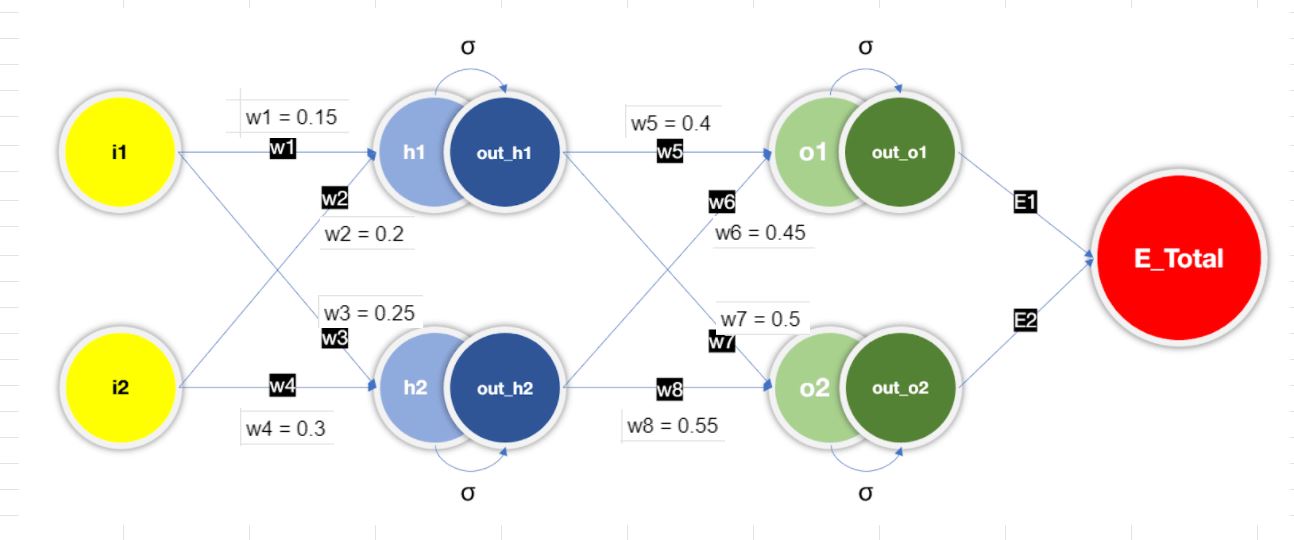 σ
σ
w1 = 0.15
w5 = 0.4
i1
w1
h1
out_h1
w5
o1
out_o1
w2
w6
E1
w2 = 0.2
w6 = 0.45
E_Total
w3 = 0.25
w7 = 0.5
E2
w3
w7
i2
w4
h2
out_h2
w8
o2
out_o2
w4 = 0.3
w8 = 0.55
σ
σ